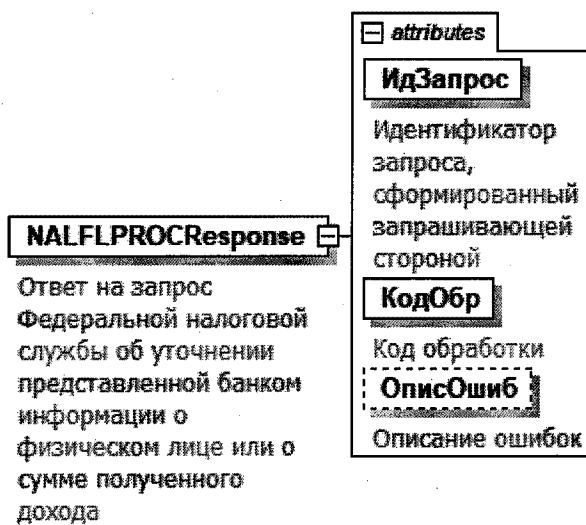 attributes
ИдЗапрос
Идентификатор
запроса,
сформированный
запрашивающей
стороной
NALFLPROCResponse
Ответ на запрос
Федеральной налоговой
службы об уточнении
представленной банком
информации о
физическом лице или о
сумме полученного
дохода
КодОбр
Код обработки
ОписОшиб
Описание ошибок